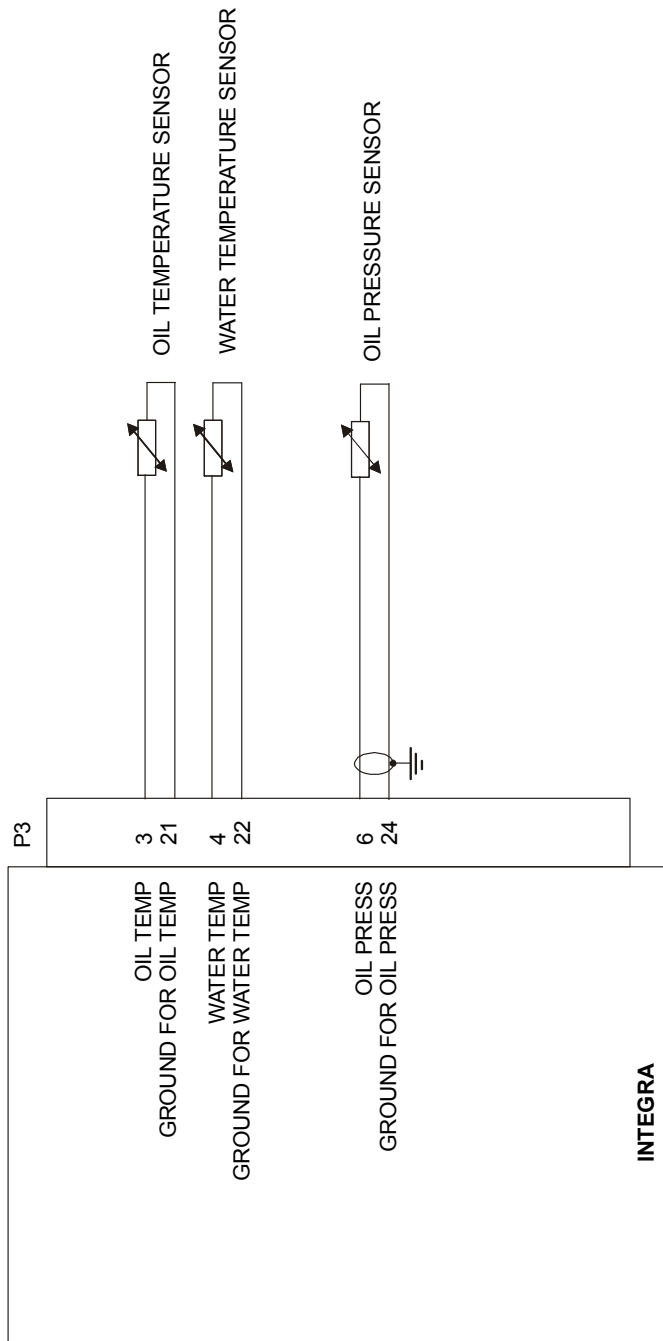 P3
OIL TEMP
3
GROUND FOR OIL TEMP
21
WATER TEMP
4
GROUND FOR WATER TEMP
22
OIL PRESS
6
GROUND FOR OIL PRESS
24
OIL TEMPERATURE SENSOR
WATER TEMPERATURE SENSOR
OIL PRESSURE SENSOR
INTEGRA